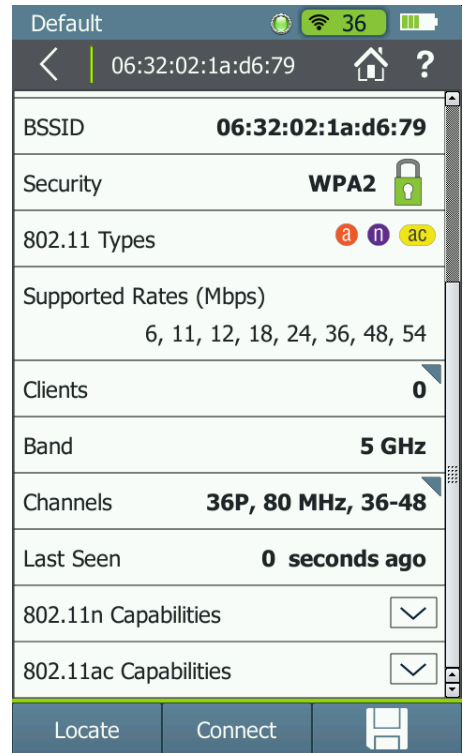 Default 36
06:32:02:1a:d6:79 ?
BSSID 06:32:02:1a:d6:79
Security WPA2
802.11 Types a n ac
Supported Rates (Mbps)
6, 11, 12, 18, 24, 36, 48, 54
Clients 0
Band 5 GHz
Channels 36P, 80 MHz, 36-48
Last Seen 0 seconds ago
802.11n Capabilities
802.11ac Capabilities
Locate Connect